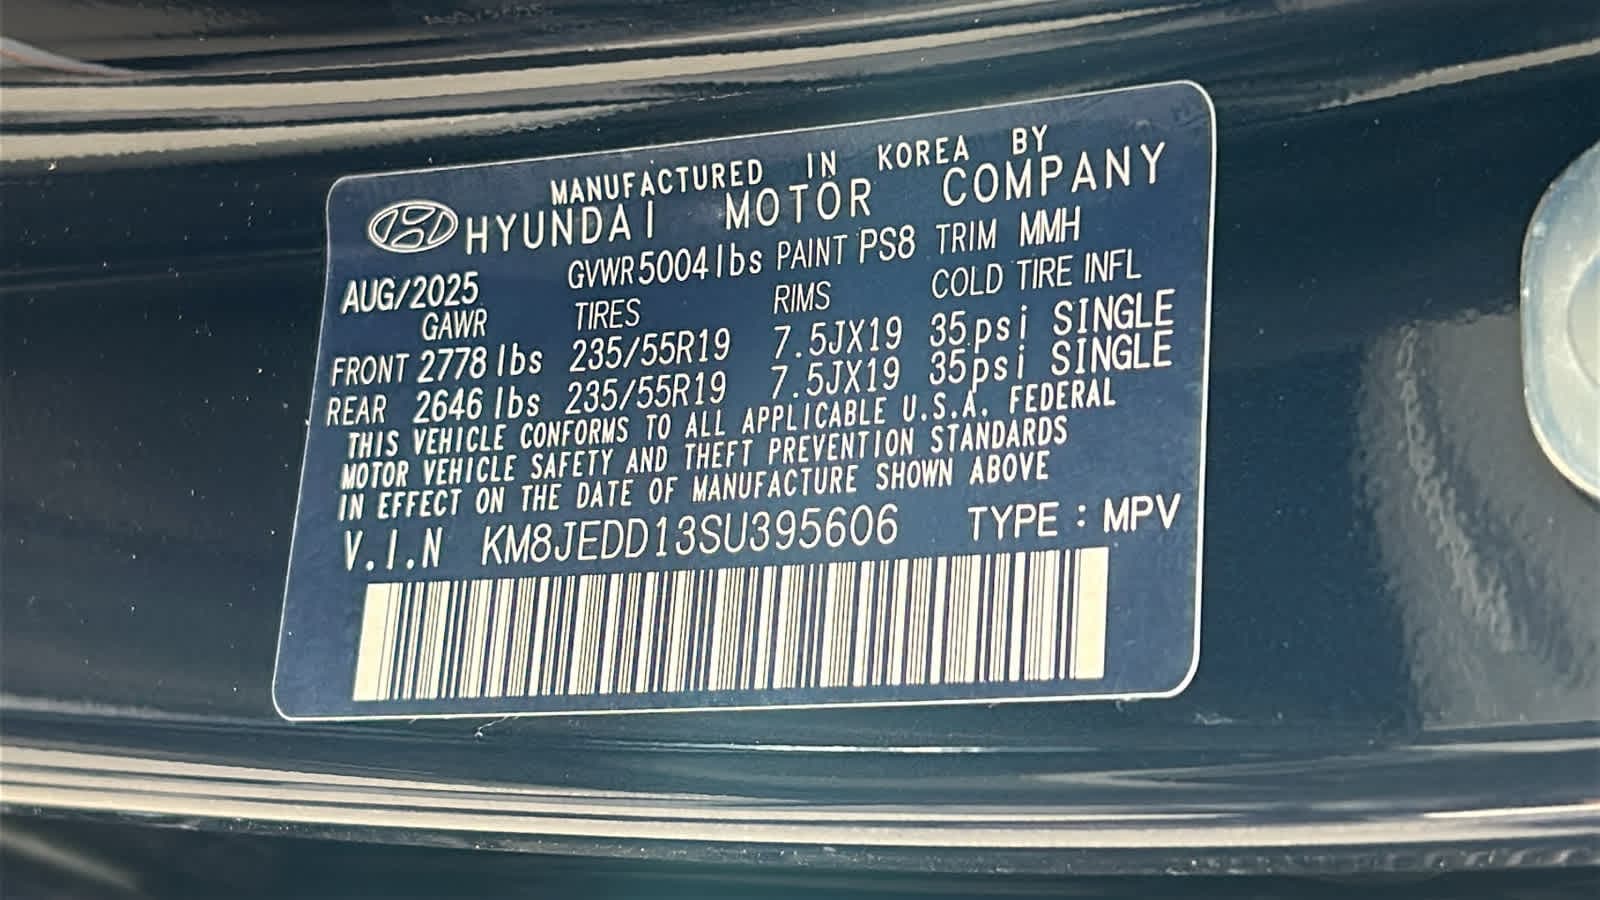 MANUFACTURED IN KOREA BY
HYUNDAI MOTOR COMPANY
AUG/2025 GVWR 5004 lbs PAINT PS8 TRIM MMH
GAWR TIRES RIMS COLD TIRE INFL
FRONT 2778 lbs 235/55R19 7.5JX19 35psi SINGLE
REAR 2646 lbs 235/55R19 7.5JX19 35psi SINGLE
THIS VEHICLE CONFORMS TO ALL APPLICABLE U.S.A. FEDERAL
MOTOR VEHICLE SAFETY AND THEFT PREVENTION STANDARDS
IN EFFECT ON THE DATE OF MANUFACTURE SHOWN ABOVE
V.I.N KM8JEDD13SU395606 TYPE : MPV